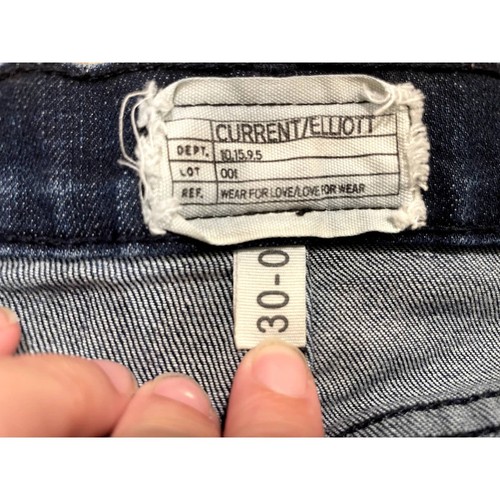 CURRENT/ELLIOTT
DEPT. 10.15.9.5
LOT 001
REF. WEAR FOR LOVE/LOVE FOR WEAR
30-0